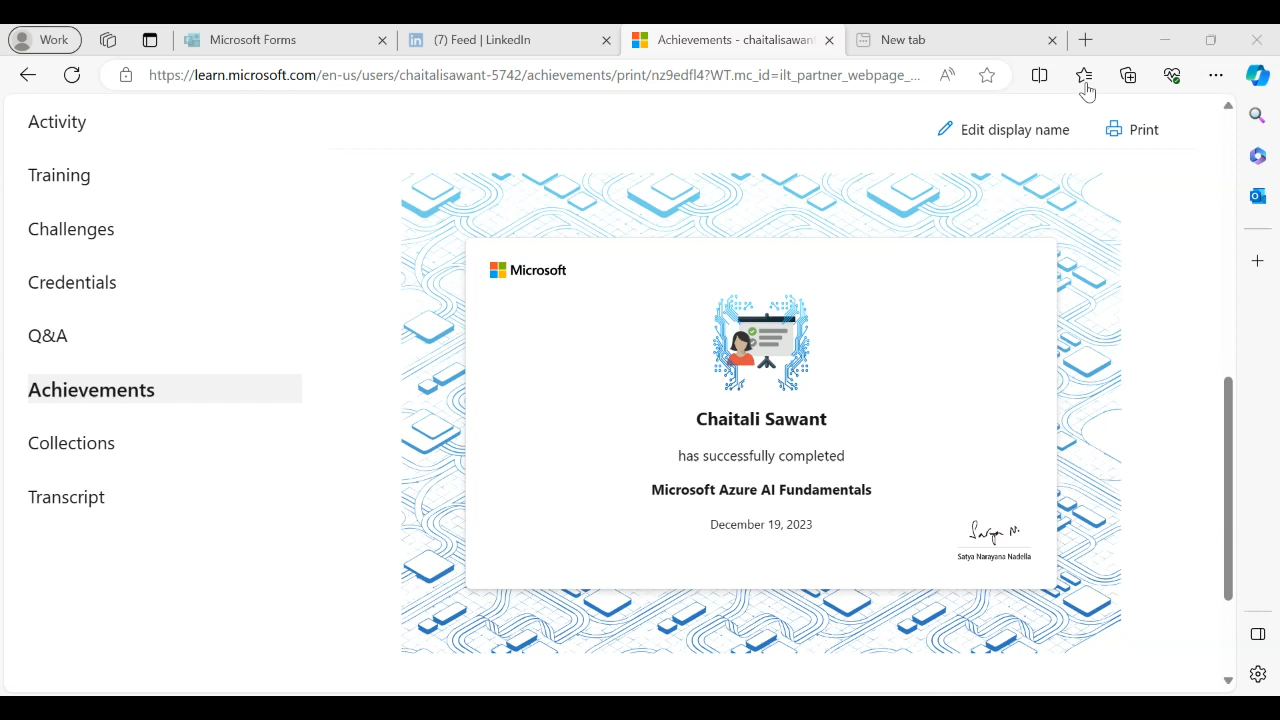 Work
Microsoft Forms
(7) Feed | LinkedIn
Achievements - chaitalisawant
New tab
https://learn.microsoft.com/en-us/users/chaitalisawant-5742/achievements/print/nz9edfl4?WT.mc_id=ilt_partner_webpage_...
Activity
Training
Challenges
Credentials
Q&A
Achievements
Collections
Transcript
Edit display name
Print
Microsoft
Chaitali Sawant
has successfully completed
Microsoft Azure AI Fundamentals
December 19, 2023
Satya N.
Satya Narayana Nadella